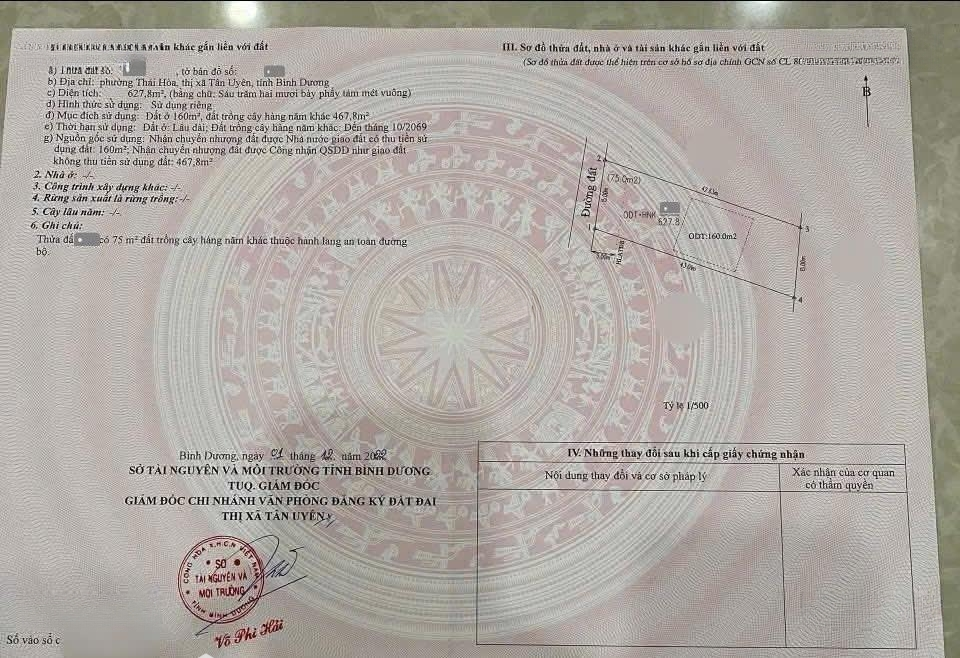 khác gắn liền với đất
a) Thửa đất số: , tờ bản đồ số:
b) Địa chỉ: phường Thái Hòa, thị xã Tân Uyên, tỉnh Bình Dương
c) Diện tích: 627,8m², (bằng chữ: Sáu trăm hai mươi bảy phẩy tám mét vuông)
d) Hình thức sử dụng: Sử dụng riêng
đ) Mục đích sử dụng: Đất ở 160m², đất trồng cây hàng năm khác 467,8m²
e) Thời hạn sử dụng: Đất ở: Lâu dài; Đất trồng cây hàng năm khác: Đến tháng 10/2069
g) Nguồn gốc sử dụng: Nhận chuyển nhượng đất được Nhà nước giao đất có thu tiền sử
dụng đất: 160m²; Nhận chuyển nhượng đất được Công nhận QSDĐ như giao đất
không thu tiền sử dụng đất: 467,8m²
2. Nhà ở: -/-
3. Công trình xây dựng khác: -/-
4. Rừng sản xuất là rừng trồng: -/-
5. Cây lâu năm: -/-
6. Ghi chú:
Thửa đất có 75 m² đất trồng cây hàng năm khác thuộc hành lang an toàn đường
bộ.
Bình Dương, ngày 01 tháng 12 năm 2022
SỞ TÀI NGUYÊN VÀ MÔI TRƯỜNG TỈNH BÌNH DƯƠNG
TUQ. GIÁM ĐỐC
GIÁM ĐỐC CHI NHÁNH VĂN PHÒNG ĐĂNG KÝ ĐẤT ĐAI
THỊ XÃ TÂN UYÊN
CỘNG HÒA X.H.C.N VIỆT NAM
SỞ
TÀI NGUYÊN VÀ
MÔI TRƯỜNG
TỈNH BÌNH DƯƠNG
Võ Phi Hải
Số vào sổ c
III. Sơ đồ thửa đất, nhà ở và tài sản khác gắn liền với đất
(Sơ đồ thửa đất được thể hiện trên cơ sở hồ sơ địa chính GCN số CL
B
Đường đất
2
(75.0m2)
ODT+HNK
627.8
ODT:160.0m2
3
1
HLATĐB
43.00m
4
Tỷ lệ 1/500
IV. Những thay đổi sau khi cấp giấy chứng nhận
Nội dung thay đổi và cơ sở pháp lý
Xác nhận của cơ quan
có thẩm quyền